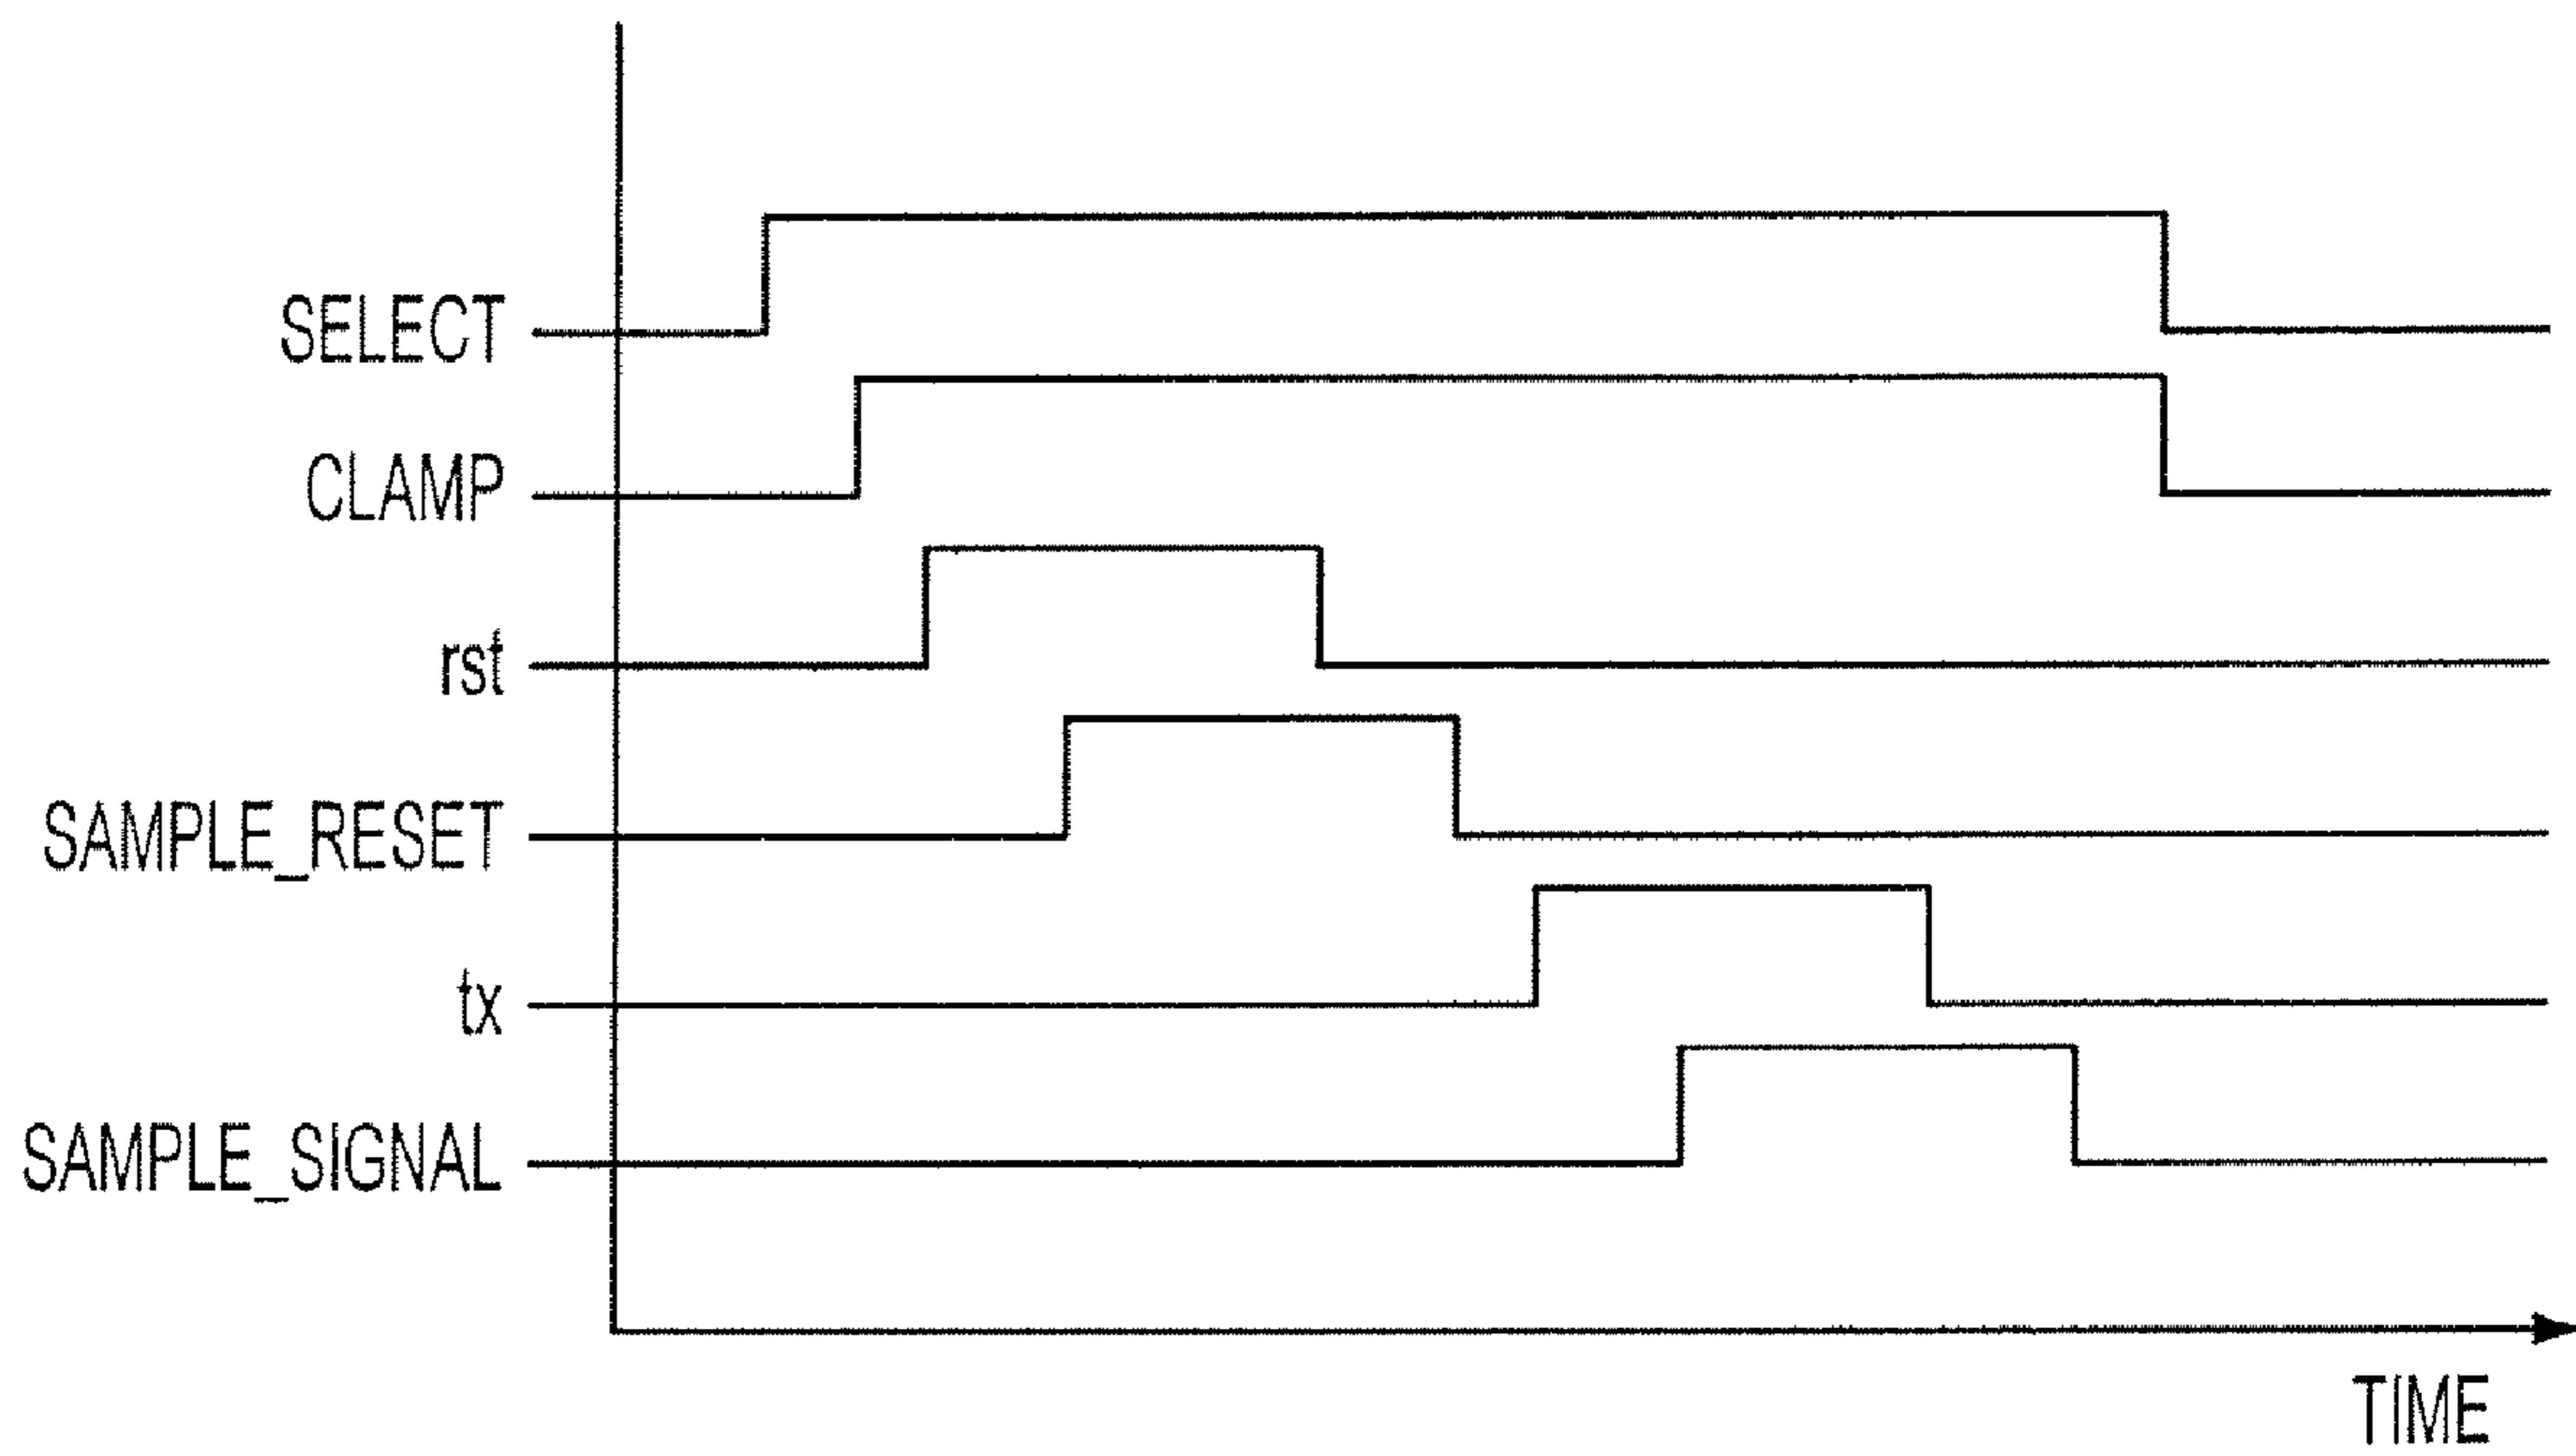 SELECT
CLAMP
rst
SAMPLE_RESET
tx
SAMPLE_SIGNAL
TIME